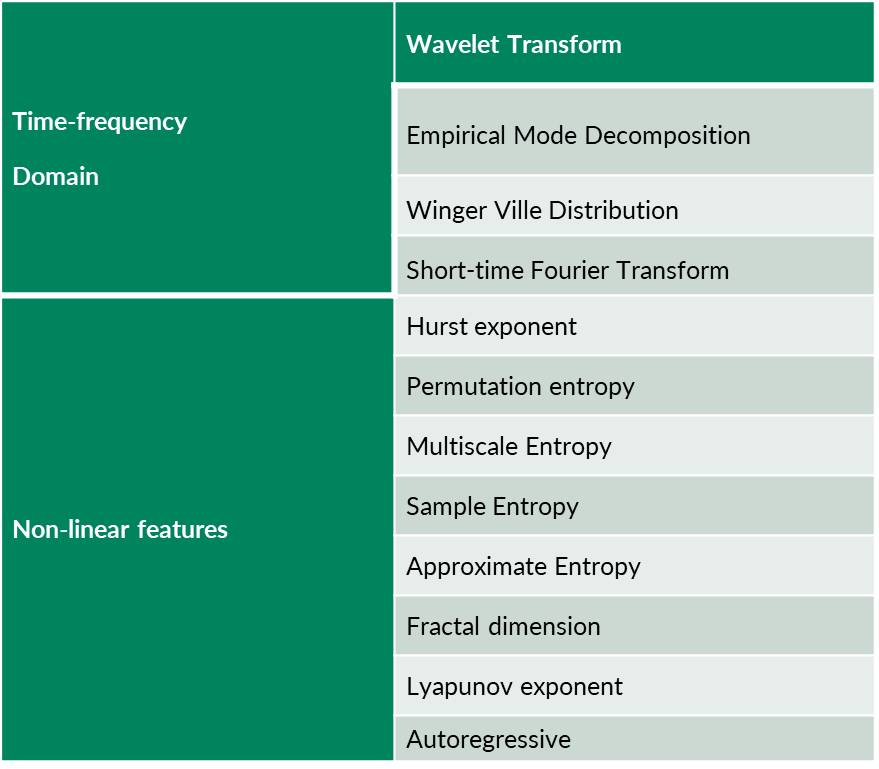 Wavelet Transform
Time-frequency
Domain
Empirical Mode Decomposition
Winger Ville Distribution
Short-time Fourier Transform
Non-linear features
Hurst exponent
Permutation entropy
Multiscale Entropy
Sample Entropy
Approximate Entropy
Fractal dimension
Lyapunov exponent
Autoregressive